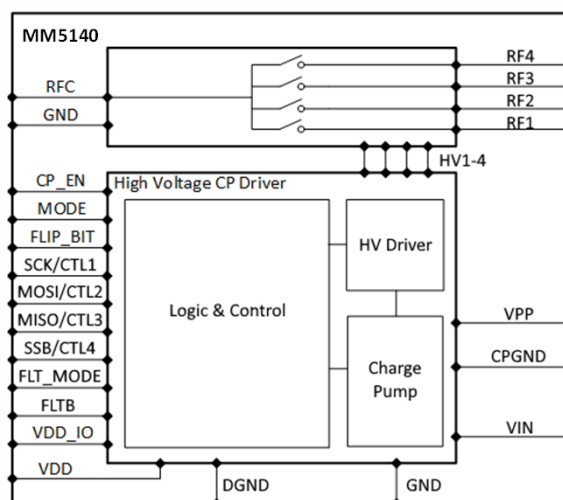 MM5140
RFC
GND
RF4
RF3
RF2
RF1
HV1-4
High Voltage CP Driver
CP_EN
MODE
FLIP_BIT
SCK/CTL1
MOSI/CTL2
MISO/CTL3
SSB/CTL4
FLT_MODE
FLTB
VDD_IO
VDD
Logic & Control
HV Driver
Charge
Pump
VPP
CPGND
VIN
DGND
GND